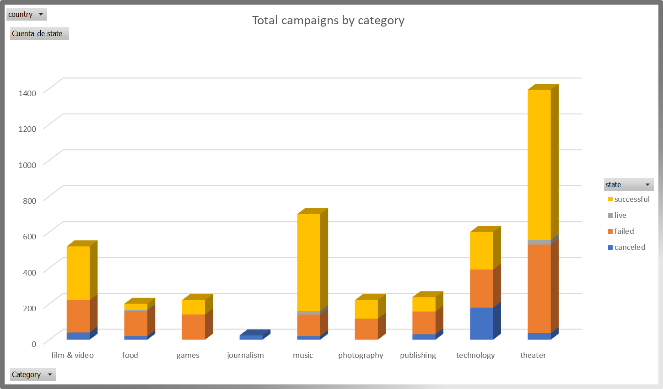 country
Total campaigns by category
Cuenta de state
1400
1200
1000
800
600
400
200
0
film & video
food
games
journalism
music
photography
publishing
technology
theater
state
successful
live
failed
canceled
Category